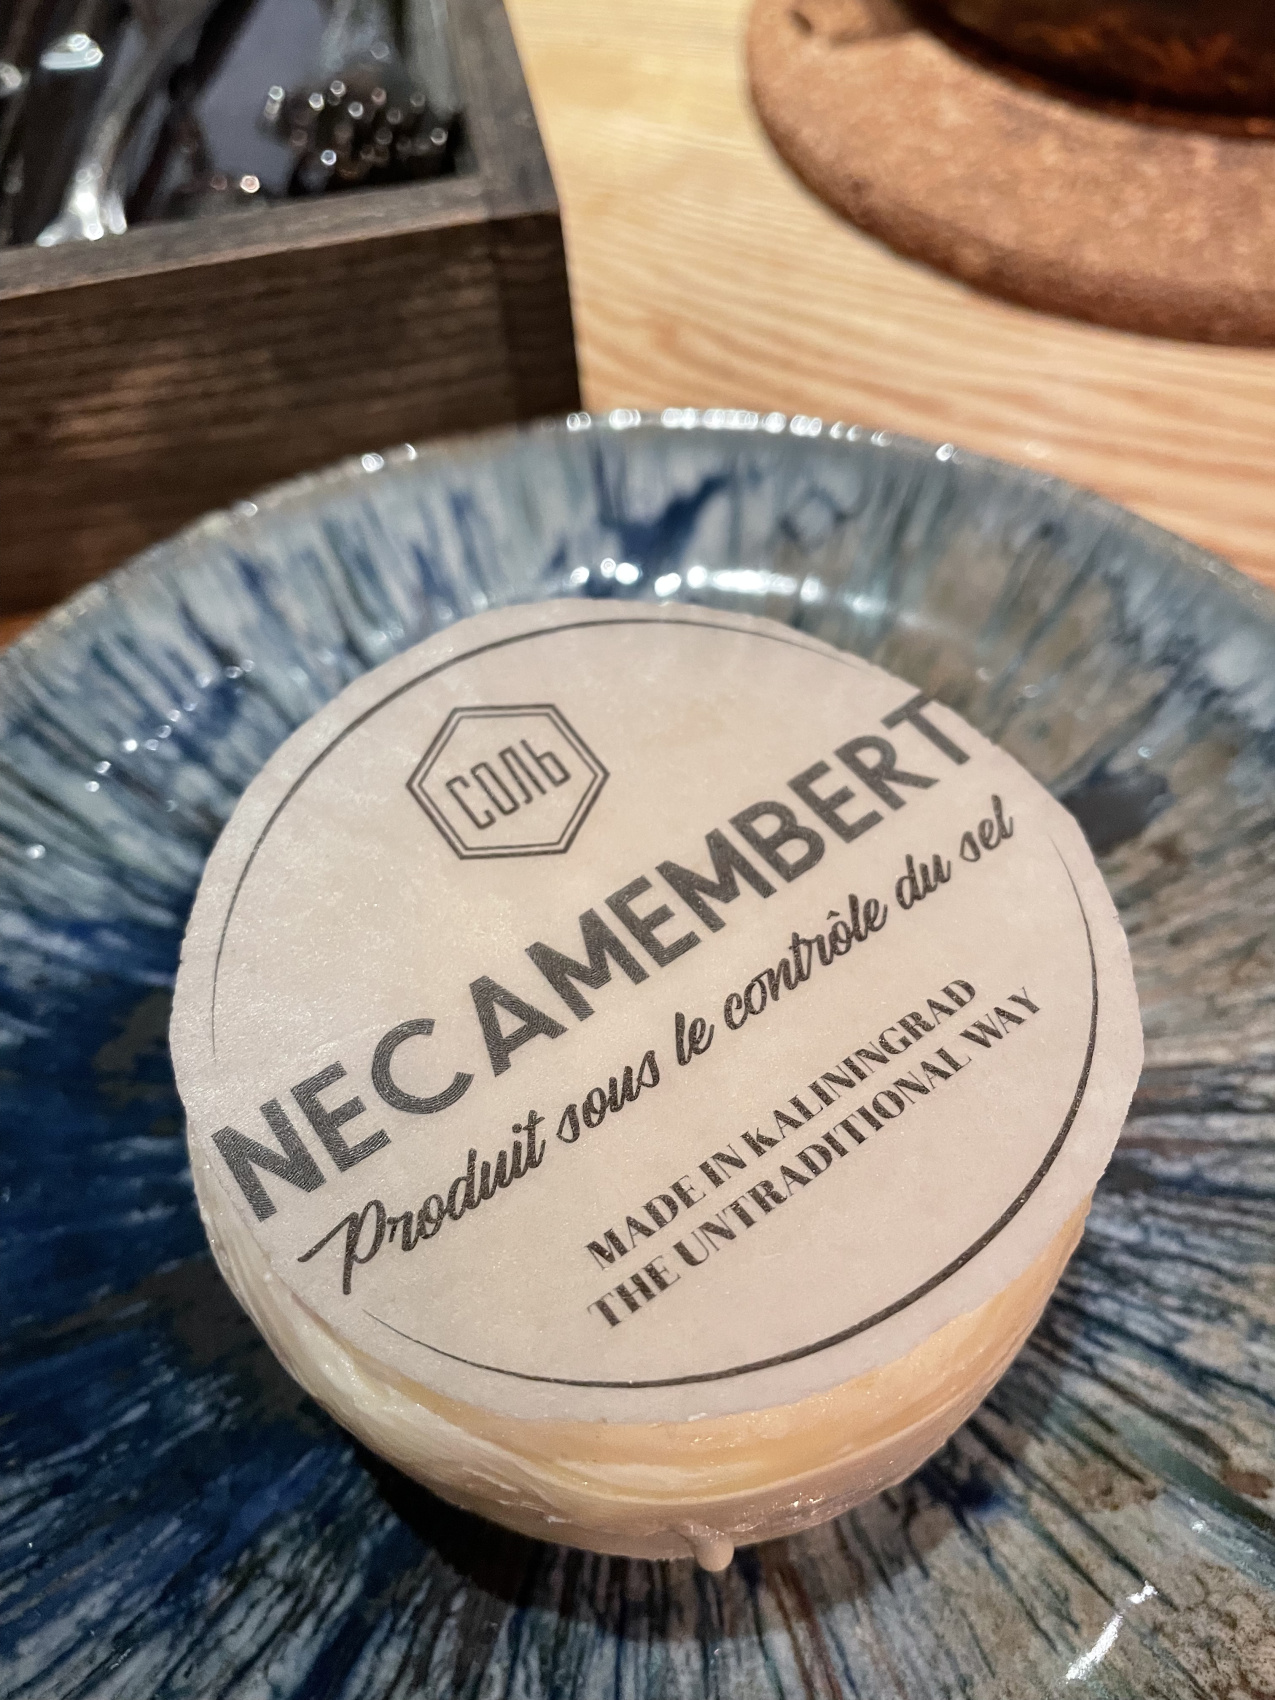 СОЛЬ
NECAMEMBERT
Produit sous le contrôle du sel
MADE IN KALININGRAD
THE UNTRADITIONAL WAY